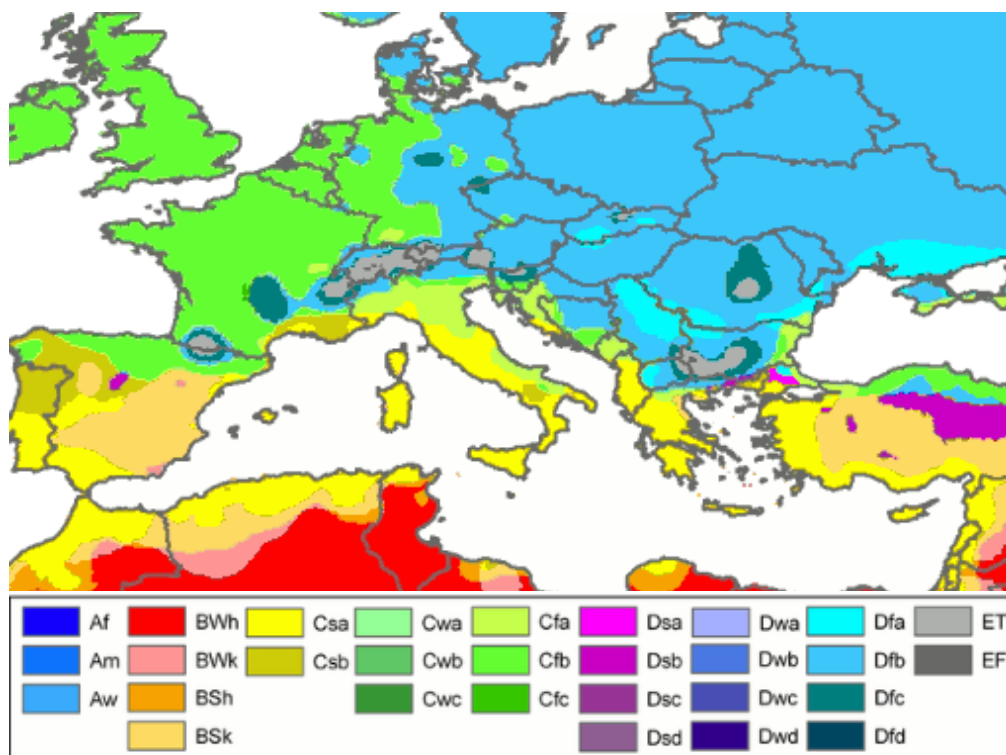 Af BWh Csa Cwa Cfa Dsa Dwa Dfa ET
Am BWk Csb Cwb Cfb Dsb Dwb Dfb EF
Aw BSh Cwc Cfc Dsc Dwc Dfc
BSk Dsd Dwd Dfd